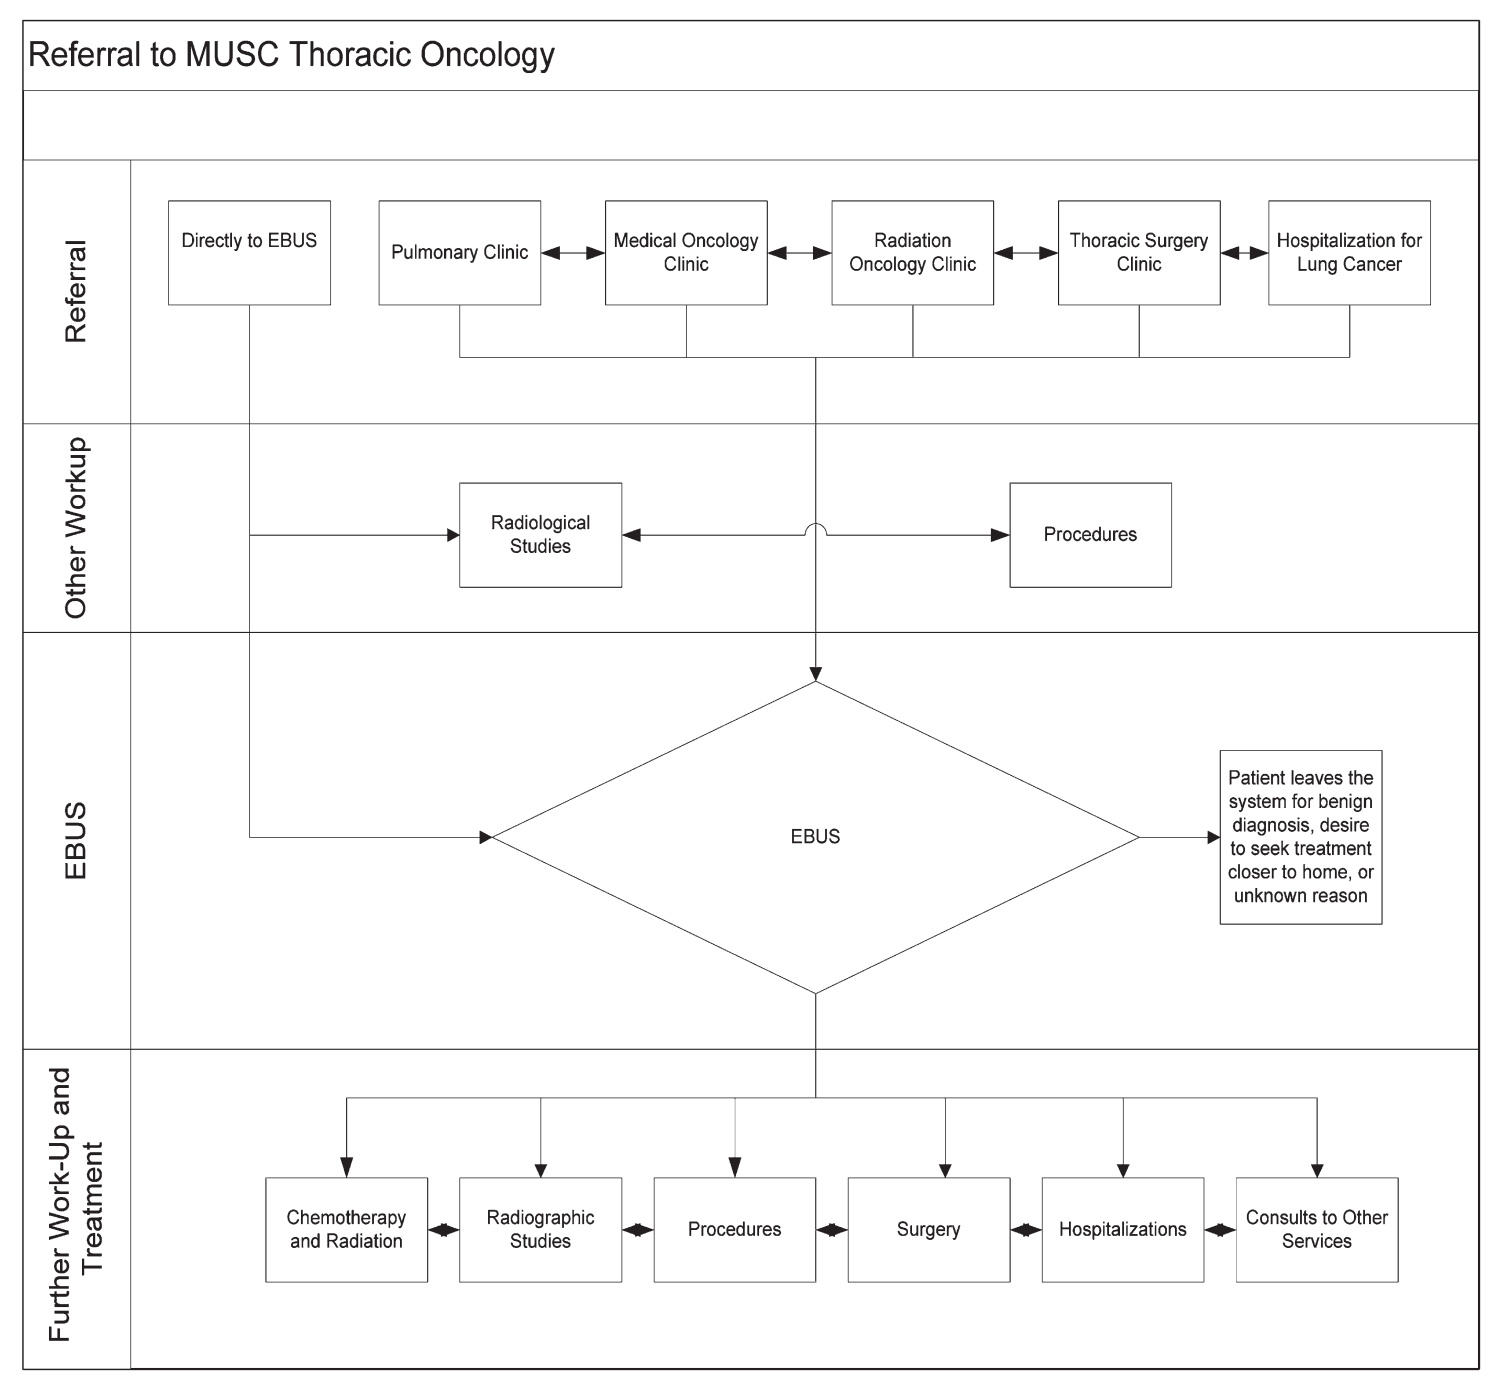 Referral to MUSC Thoracic Oncology
Referral
Directly to EBUS
Pulmonary Clinic
Medical Oncology
Clinic
Radiation
Oncology Clinic
Thoracic Surgery
Clinic
Hospitalization for
Lung Cancer
Other Workup
Radiological
Studies
Procedures
EBUS
EBUS
Patient leaves the
system for benign
diagnosis, desire
to seek treatment
closer to home, or
unknown reason
Further Work-Up and
Treatment
Chemotherapy
and Radiation
Radiographic
Studies
Procedures
Surgery
Hospitalizations
Consults to Other
Services